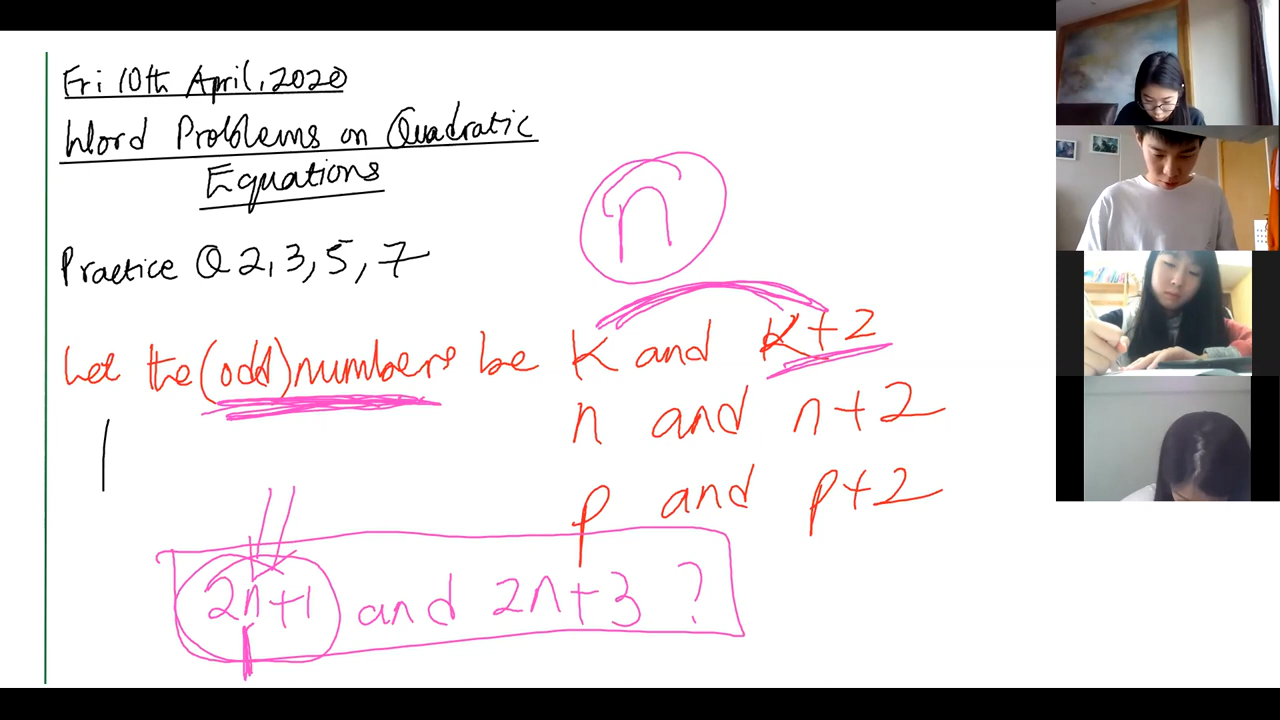 Fri 10th April, 2020
Word Problems on Quadratic
Equations
Practice Q 2, 3, 5, 7
n
Let the (odd) numbers be K and K+2
n and n+2
p and p+2
2n+1 and 2n+3 ?